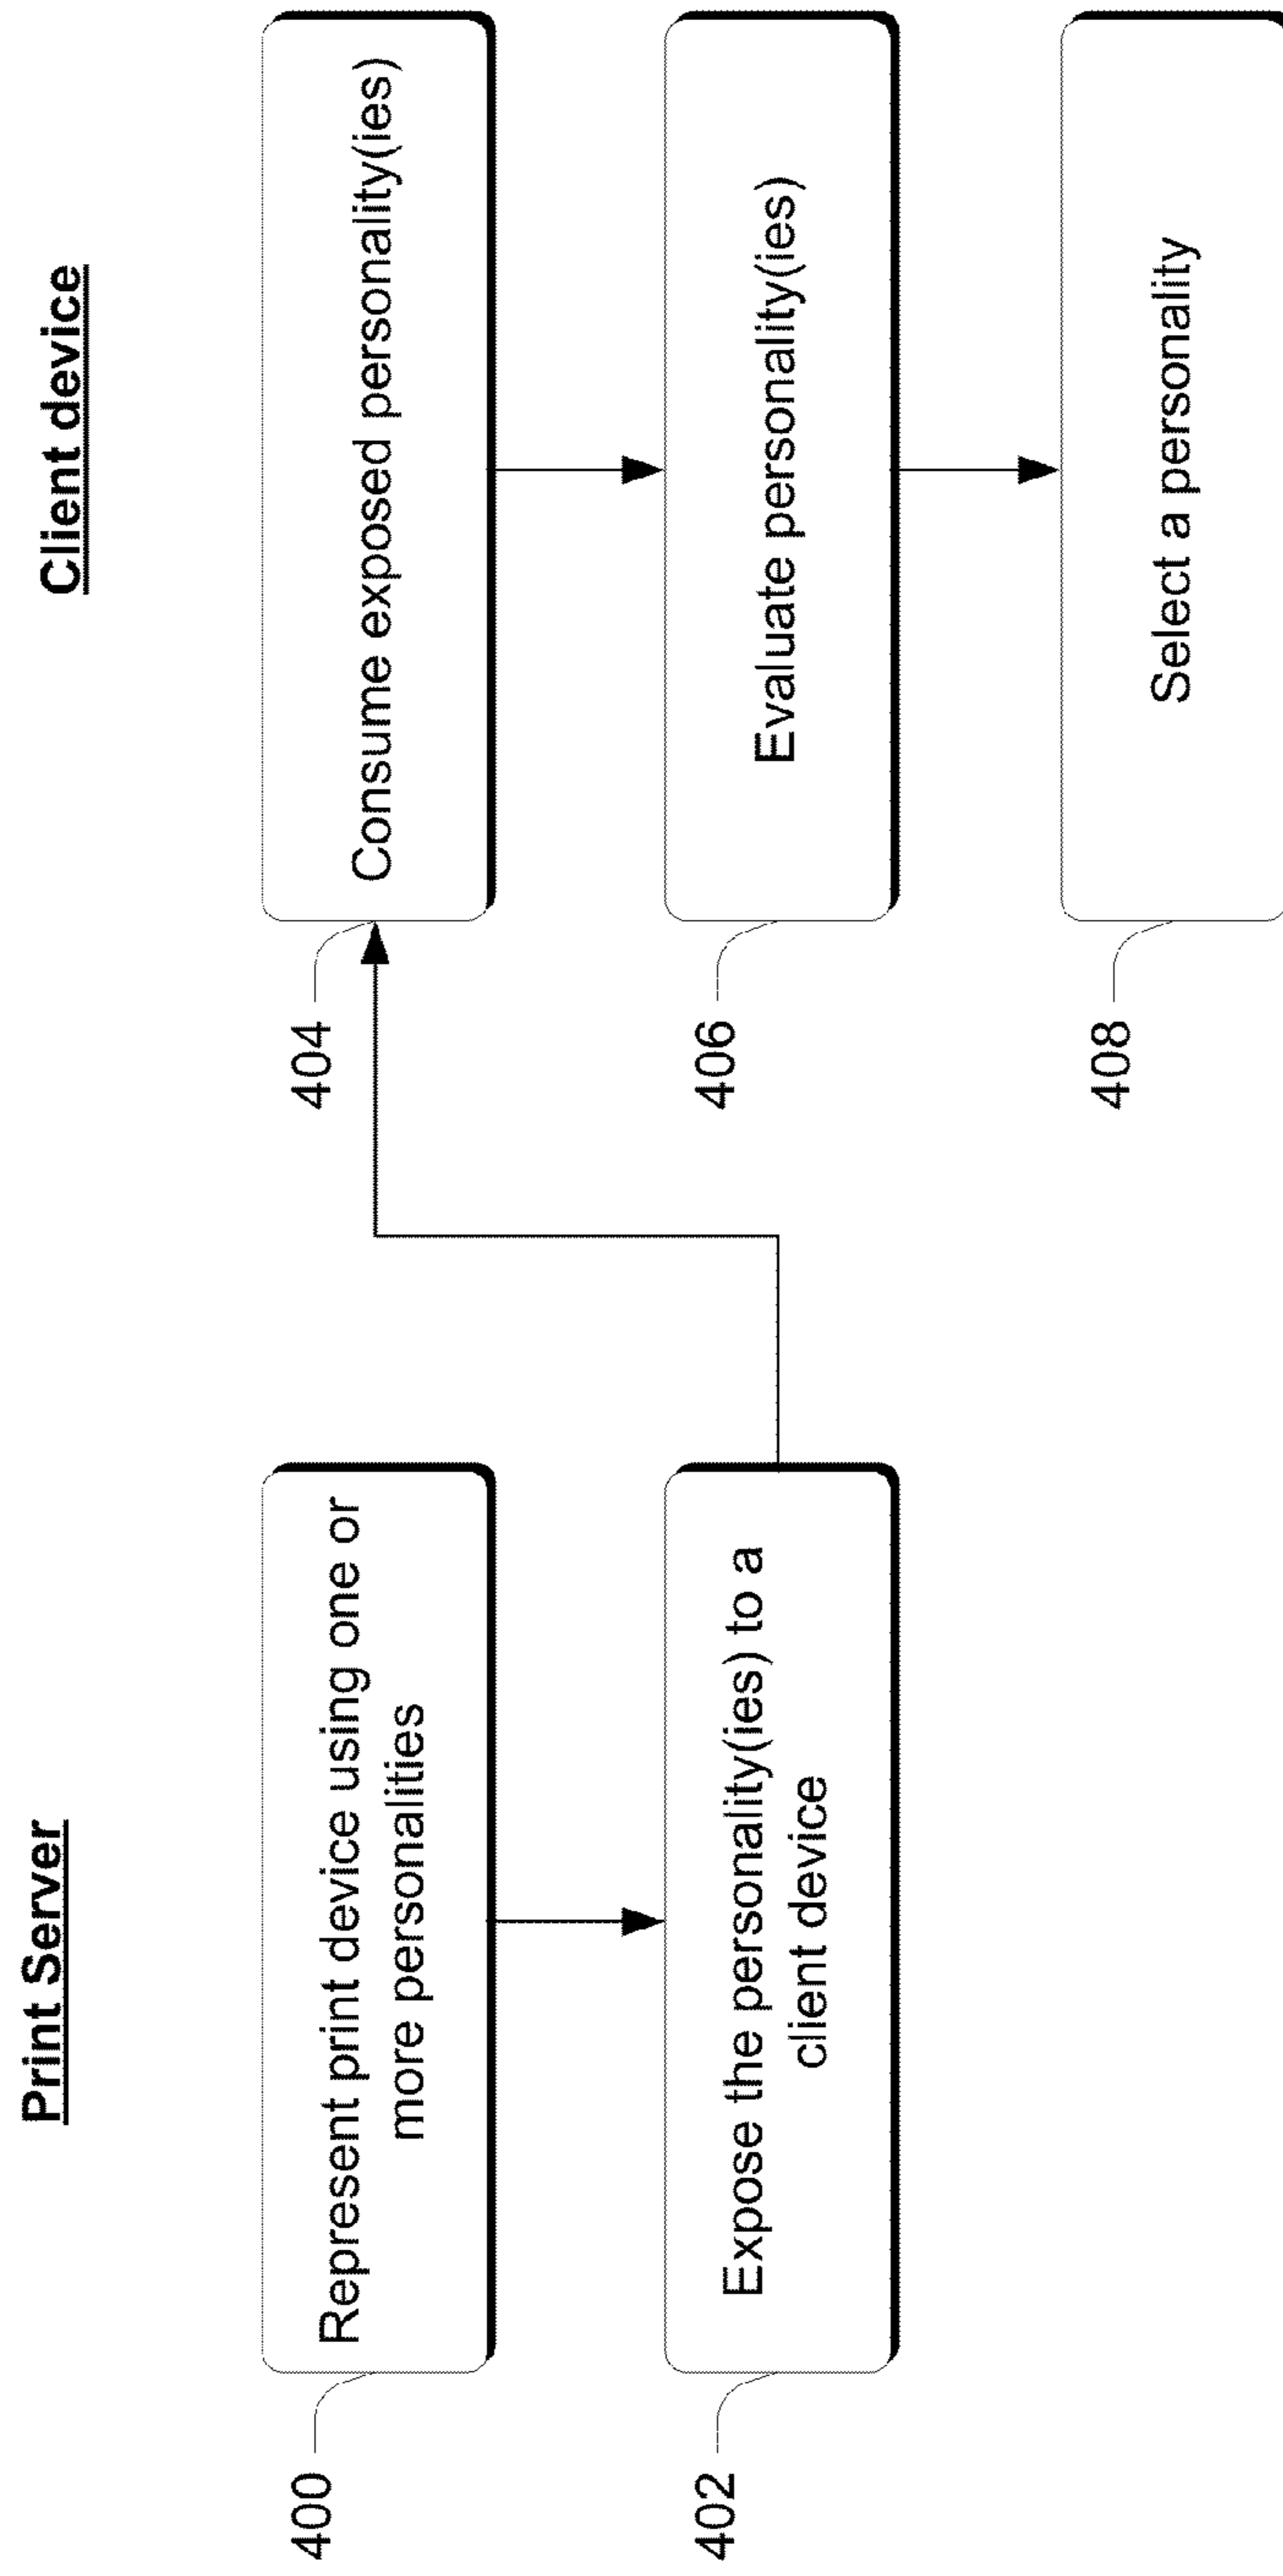 Print Server
400
Represent print device using one or
more personalities
402
Expose the personality(ies) to a
client device
Client device
404
Consume exposed personality(ies)
406
Evaluate personality(ies)
408
Select a personality